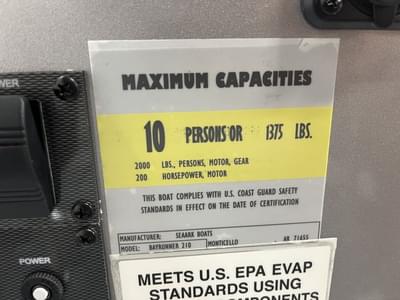 MAXIMUM CAPACITIES
10 PERSONS OR 1375 LBS.
2000 LBS., PERSONS, MOTOR, GEAR
200 HORSEPOWER, MOTOR
THIS BOAT COMPLIES WITH U.S. COAST GUARD SAFETY
STANDARDS IN EFFECT ON THE DATE OF CERTIFICATION
MANUFACTURER: SEAARK BOATS
MODEL: BAYRUNNER 210 MONTICELLO AR 71655
MEETS U.S. EPA EVAP
STANDARDS USING
POWER